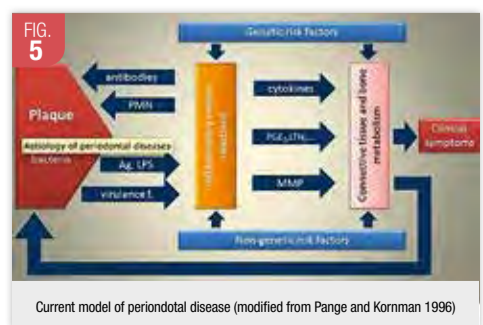 FIG.
5
Genetic risk factors
antibodies
PMN
Plaque
Aetiology of periodontal diseases
bacteria
Ag, LPS
virulence f.
cytokines
MMP
Connective tissue and bone
metabolism
Clinical
symptoms
Non-genetic risk factors
Current model of periondotal disease (modified from Pange and Kornman 1996)